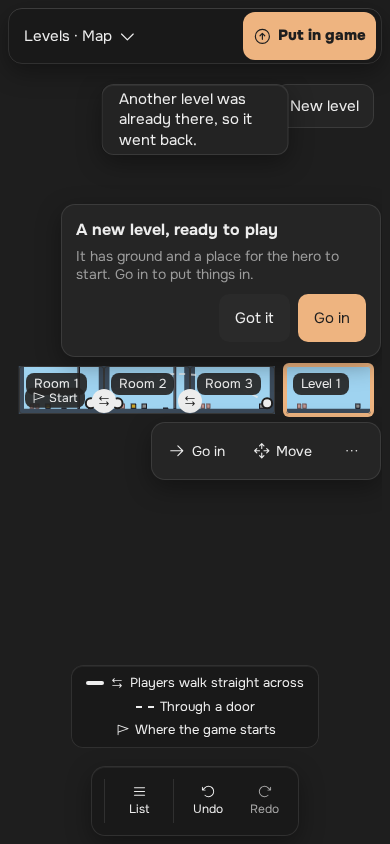 Levels · Map
Put in game
Another level was
already there, so it
went back.
New level
A new level, ready to play
It has ground and a place for the hero to
start. Go in to put things in.
Got it
Go in
Room 1
Start
Room 2
Room 3
Level 1
Go in
Move
...
Players walk straight across
Through a door
Where the game starts
List
Undo
Redo